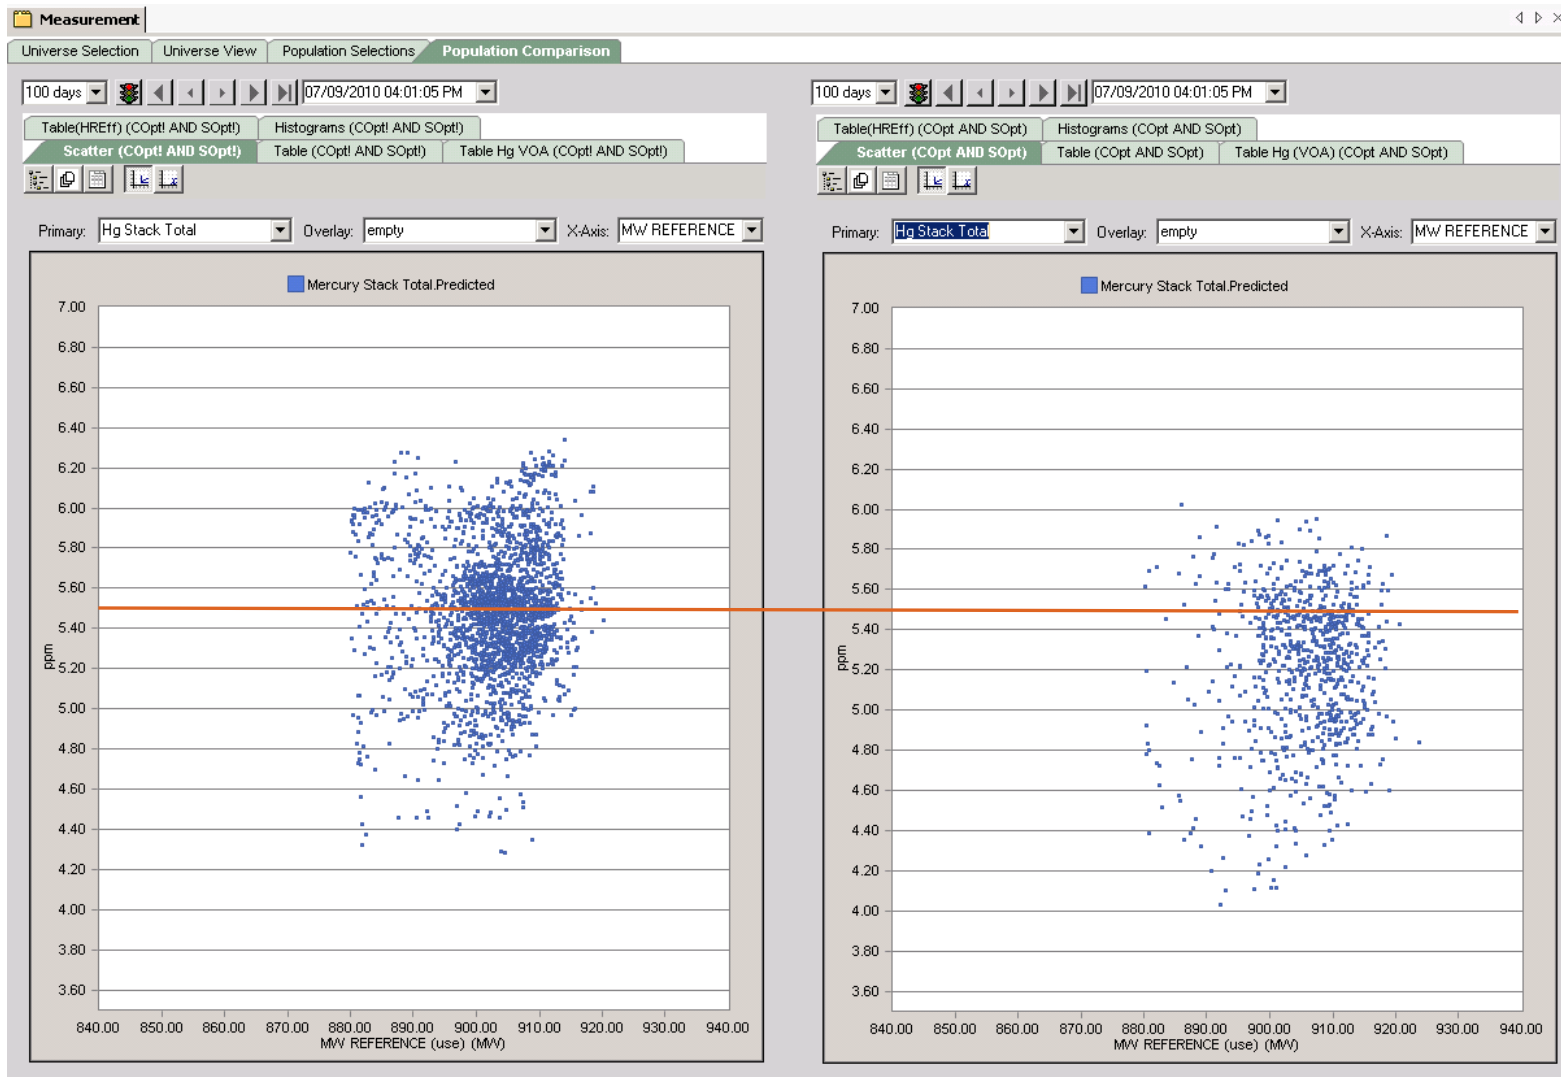 Measurement
Universe Selection Universe View Population Selections Population Comparison
100 days 07/09/2010 04:01:05 PM
Table(HREff) (COpt! AND SOpt!) Histograms (COpt! AND SOpt!)
Scatter (COpt! AND SOpt!) Table (COpt! AND SOpt!) Table Hg VOA (COpt! AND SOpt!)
Primary: Hg Stack Total Overlay: empty X-Axis: MW REFERENCE
Mercury Stack Total.Predicted
7.00
6.80
6.60
6.40
6.20
6.00
5.80
5.60
5.40
ppm
5.20
5.00
4.80
4.60
4.40
4.20
4.00
3.80
3.60
840.00 850.00 860.00 870.00 880.00 890.00 900.00 910.00 920.00 930.00 940.00
MW REFERENCE (use) (MW)
100 days 07/09/2010 04:01:05 PM
Table(HREff) (COpt AND SOpt) Histograms (COpt AND SOpt)
Scatter (COpt AND SOpt) Table (COpt AND SOpt) Table Hg (VOA) (COpt AND SOpt)
Primary: Hg Stack Total Overlay: empty X-Axis: MW REFERENCE
Mercury Stack Total.Predicted
7.00
6.80
6.60
6.40
6.20
6.00
5.80
5.60
5.40
ppm
5.20
5.00
4.80
4.60
4.40
4.20
4.00
3.80
3.60
840.00 850.00 860.00 870.00 880.00 890.00 900.00 910.00 920.00 930.00 940.00
MW REFERENCE (use) (MW)